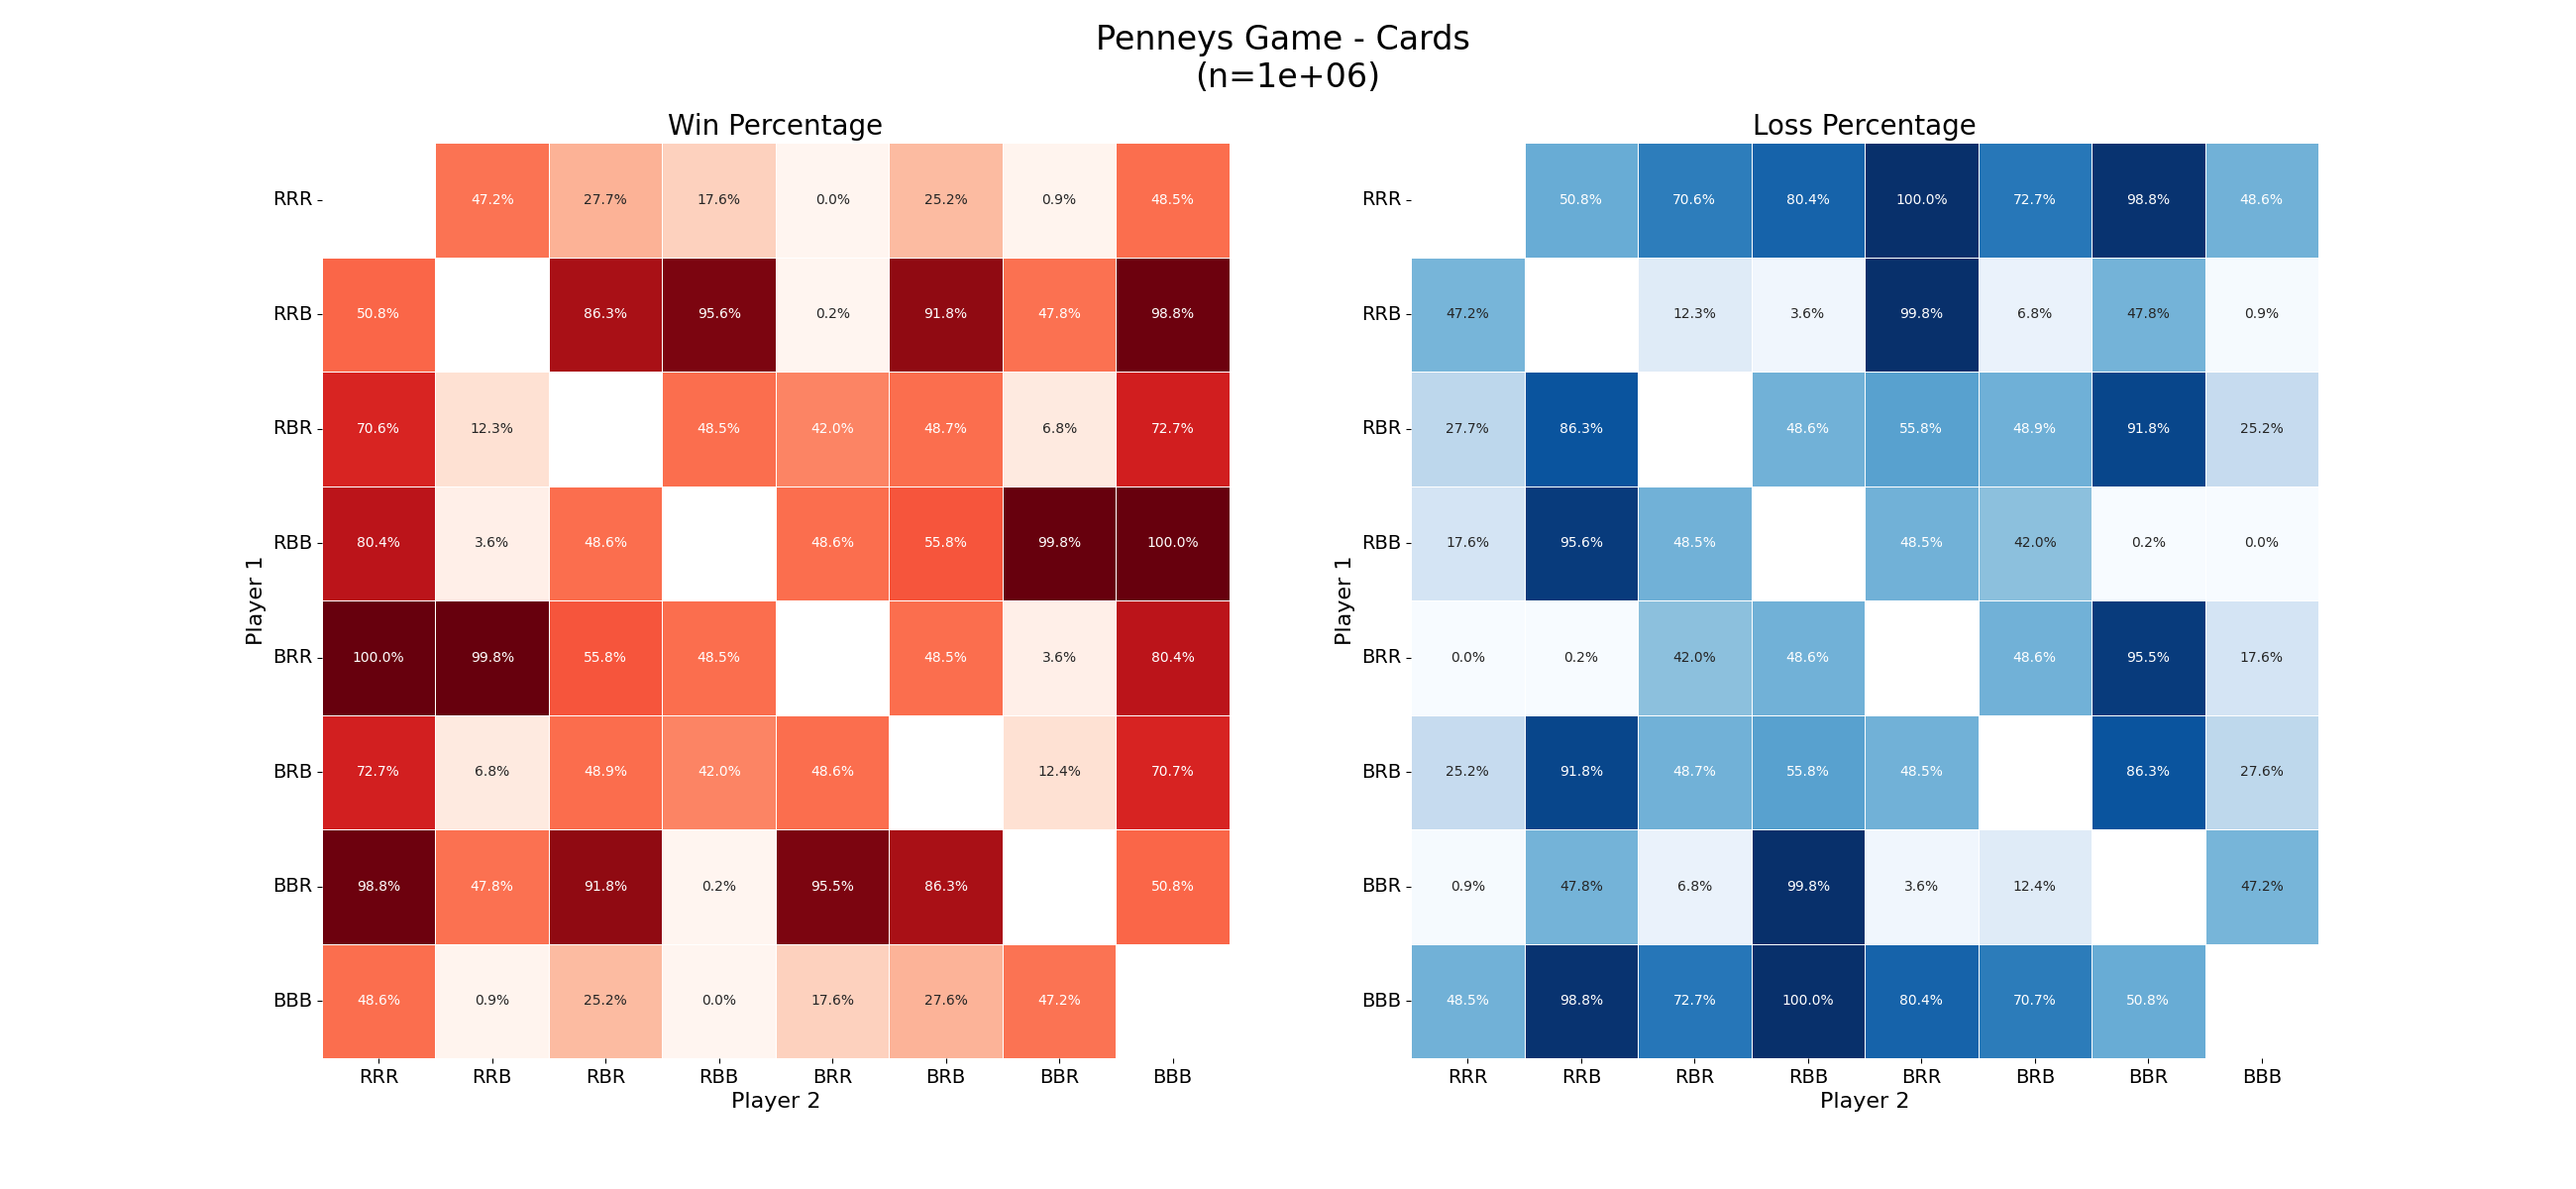 Penneys Game - Cards
(n=1e+06)
Win Percentage
RRR 47.2% 27.7% 17.6% 0.0% 25.2% 0.9% 48.5%
RRB 50.8% 86.3% 95.6% 0.2% 91.8% 47.8% 98.8%
RBR 70.6% 12.3% 48.5% 42.0% 48.7% 6.8% 72.7%
RBB 80.4% 3.6% 48.6% 48.6% 55.8% 99.8% 100.0%
BRR 100.0% 99.8% 55.8% 48.5% 48.5% 3.6% 80.4%
BRB 72.7% 6.8% 48.9% 42.0% 48.6% 12.4% 70.7%
BBR 98.8% 47.8% 91.8% 0.2% 95.5% 86.3% 50.8%
BBB 48.6% 0.9% 25.2% 0.0% 17.6% 27.6% 47.2%
RRR RRB RBR RBB BRR BRB BBR BBB
Player 1
Player 2
Loss Percentage
RRR 50.8% 70.6% 80.4% 100.0% 72.7% 98.8% 48.6%
RRB 47.2% 12.3% 3.6% 99.8% 6.8% 47.8% 0.9%
RBR 27.7% 86.3% 48.6% 55.8% 48.9% 91.8% 25.2%
RBB 17.6% 95.6% 48.5% 48.5% 42.0% 0.2% 0.0%
BRR 0.0% 0.2% 42.0% 48.6% 48.6% 95.5% 17.6%
BRB 25.2% 91.8% 48.7% 55.8% 48.5% 86.3% 27.6%
BBR 0.9% 47.8% 6.8% 99.8% 3.6% 12.4% 47.2%
BBB 48.5% 98.8% 72.7% 100.0% 80.4% 70.7% 50.8%
RRR RRB RBR RBB BRR BRB BBR BBB
Player 1
Player 2